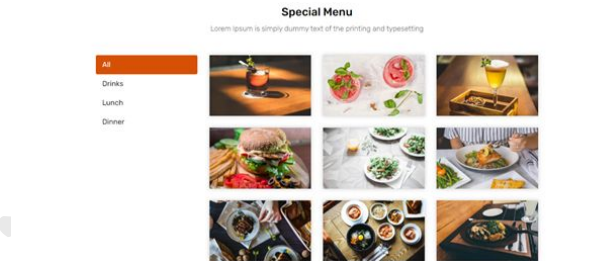 Special Menu
Lorem Ipsum is simply dummy text of the printing and typesetting
All
Drinks
Lunch
Dinner